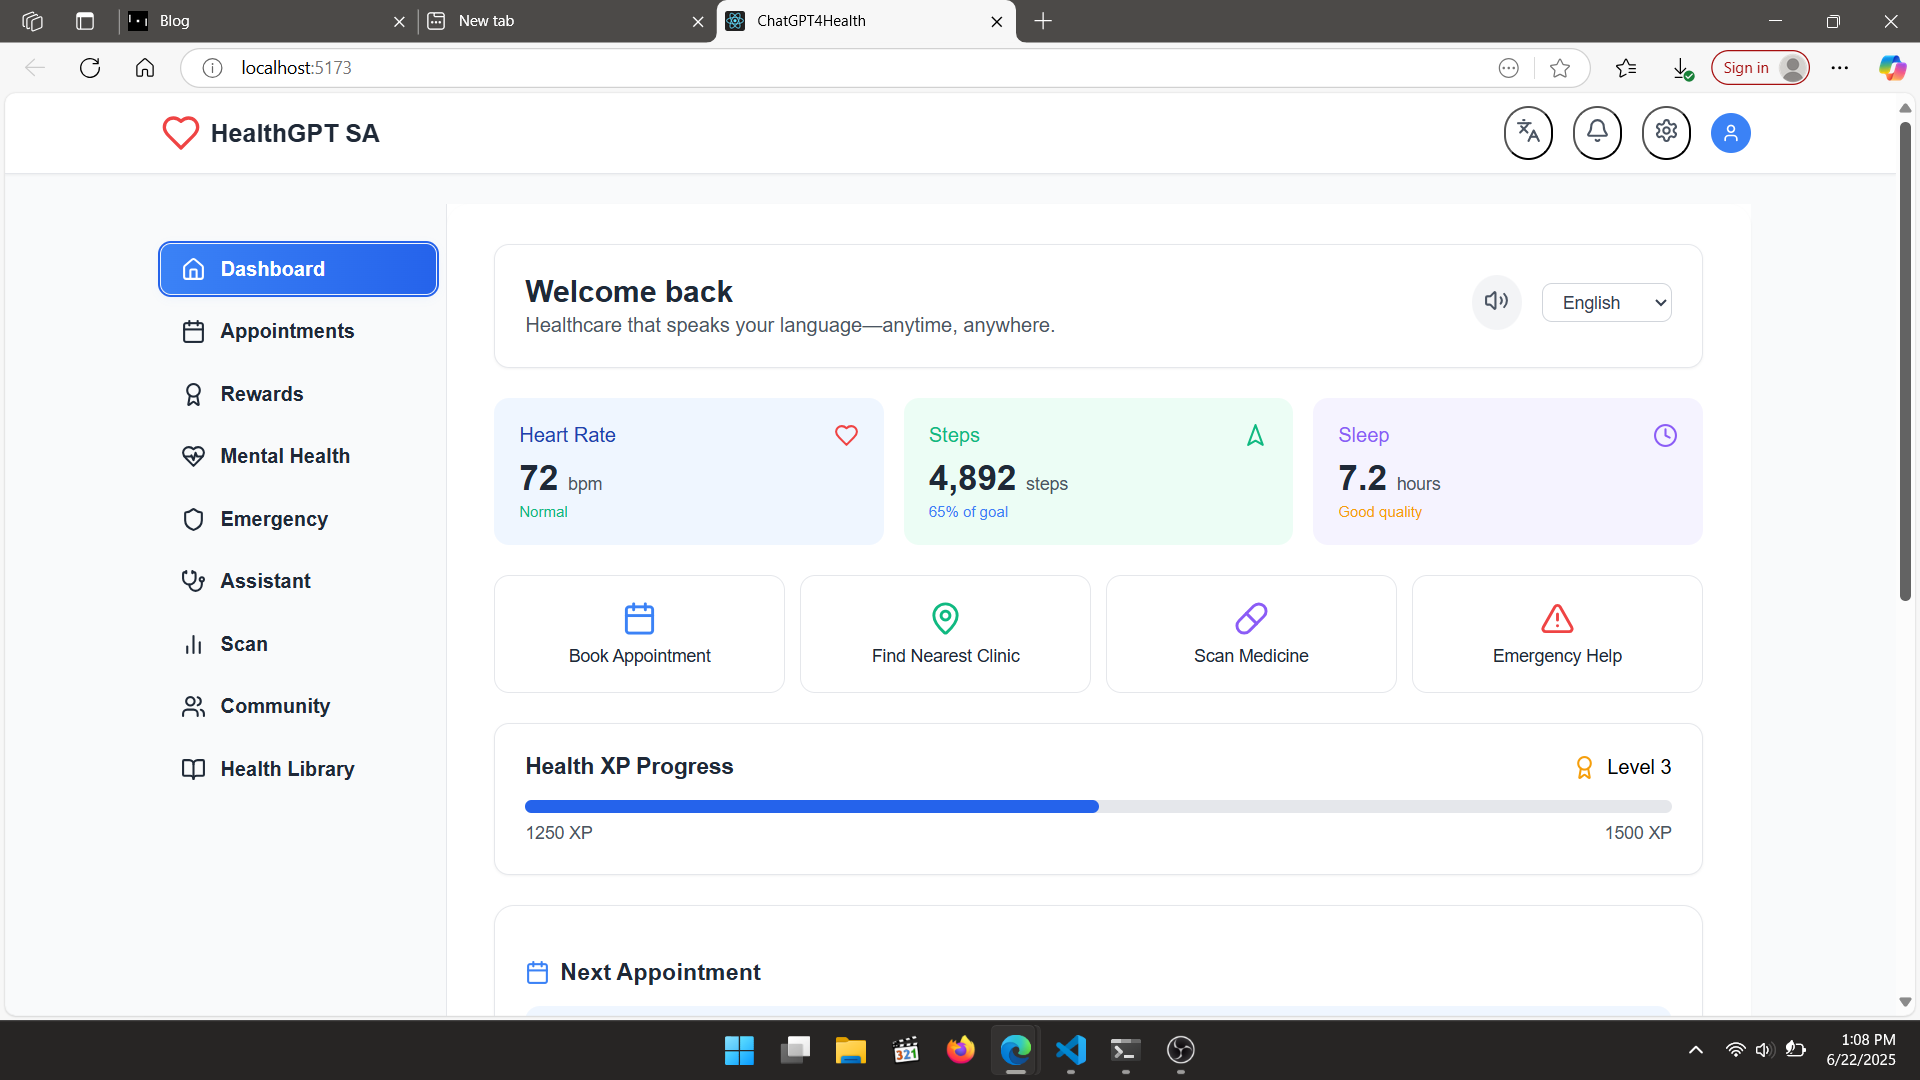 Blog
New tab
ChatGPT4Health
localhost:5173
Sign in
HealthGPT SA
Dashboard
Appointments
Rewards
Mental Health
Emergency
Assistant
Scan
Community
Health Library
Welcome back
Healthcare that speaks your language—anytime, anywhere.
English
Heart Rate
72 bpm
Normal
Steps
4,892 steps
65% of goal
Sleep
7.2 hours
Good quality
Book Appointment
Find Nearest Clinic
Scan Medicine
Emergency Help
Health XP Progress
Level 3
1250 XP
1500 XP
Next Appointment
321
1:08 PM
6/22/2025